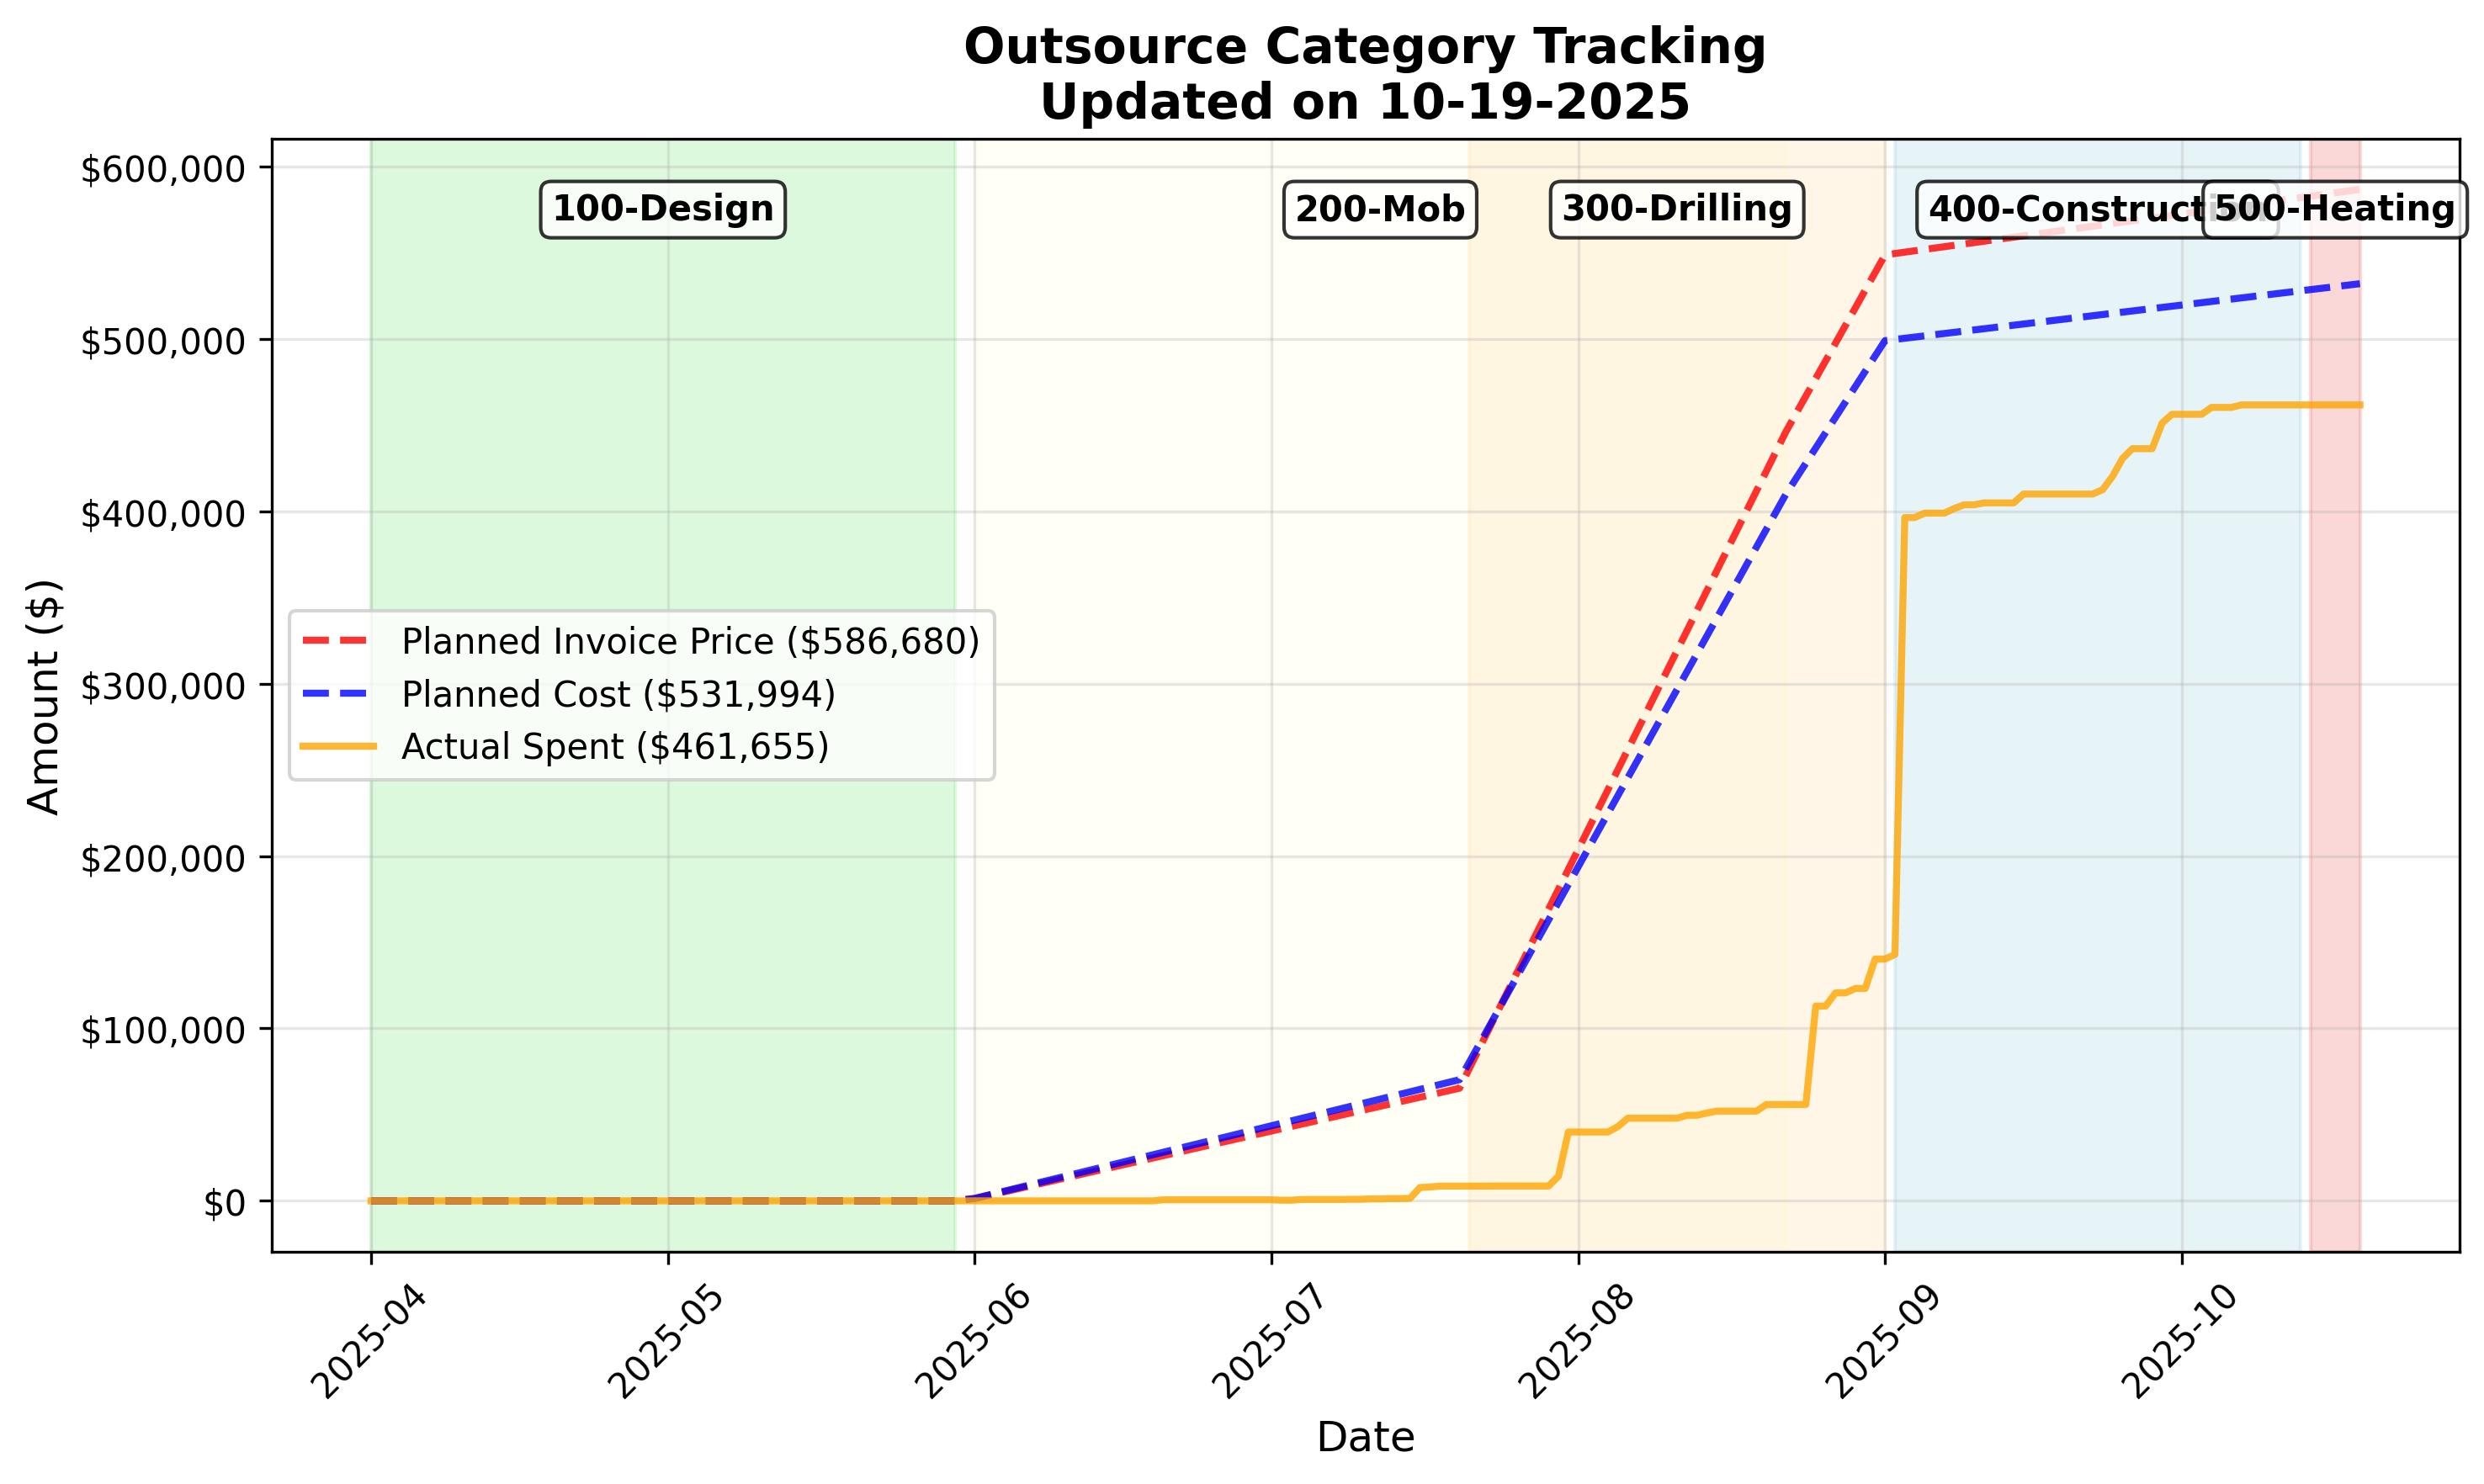 Outsource Category Tracking
Updated on 10-19-2025
$600,000
$500,000
$400,000
$300,000
$200,000
$100,000
$0
Amount ($)
100-Design
200-Mob
300-Drilling
400-Construction
500-Heating
Planned Invoice Price ($586,680)
Planned Cost ($531,994)
Actual Spent ($461,655)
2025-04
2025-05
2025-06
2025-07
2025-08
2025-09
2025-10
Date